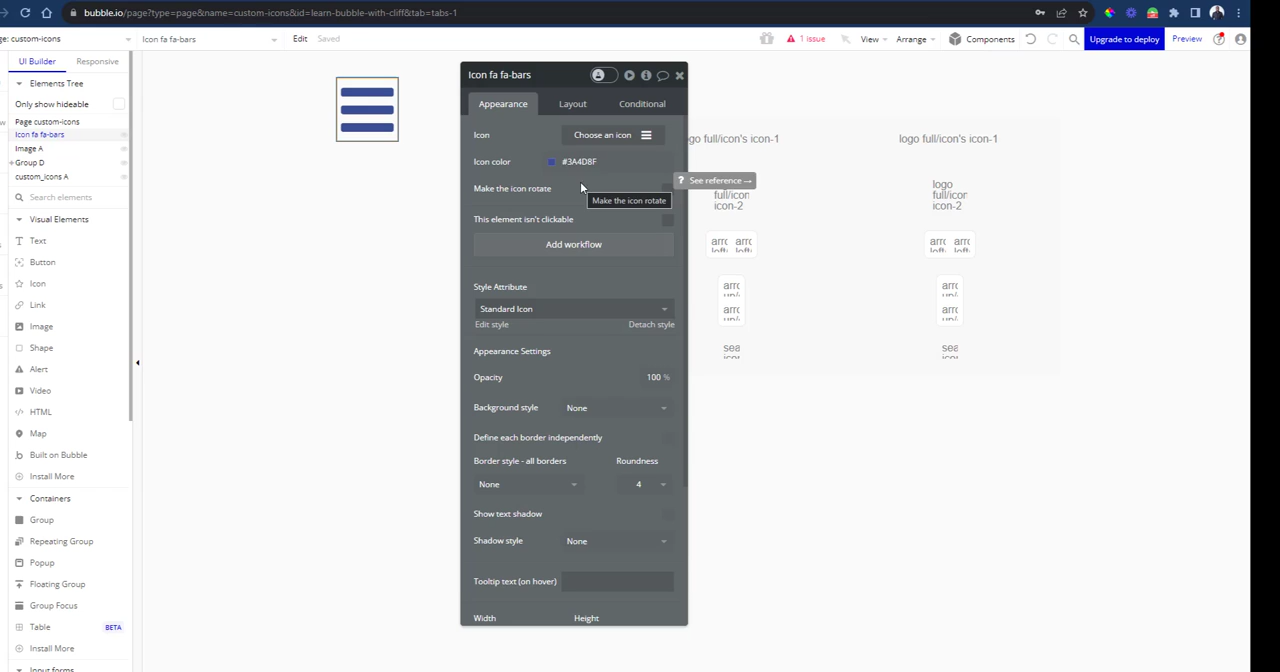 bubble.io/page?type=page&name=custom-icons&id=learn-bubble-with-cliff&tab=tabs-1
ge: custom-icons
Icon fa fa-bars
Edit
Saved
1 issue
View
Arrange
Components
Upgrade to deploy
Preview
UI Builder
Responsive
Elements Tree
Only show hideable
Page custom-icons
Icon fa fa-bars
Image A
Group D
custom_icons A
Search elements
Visual Elements
Text
Button
Icon
Link
Image
Shape
Alert
Video
HTML
Map
Built on Bubble
Install More
Containers
Group
Repeating Group
Popup
Floating Group
Group Focus
Table
BETA
Install More
Input forms
Icon fa fa-bars
Appearance
Layout
Conditional
Icon
Choose an icon
Icon color
#3A4D8F
Make the icon rotate
? See reference →
Make the icon rotate
This element isn't clickable
Add workflow
Style Attribute
Standard Icon
Edit style
Detach style
Appearance Settings
Opacity
100 %
Background style
None
Define each border independently
Border style - all borders
Roundness
None
4
Show text shadow
Shadow style
None
Tooltip text (on hover)
Width
Height
ogo full/icon's icon-1
logo full/icon's icon-1
full/icon
icon-2
logo
full/icon
icon-2